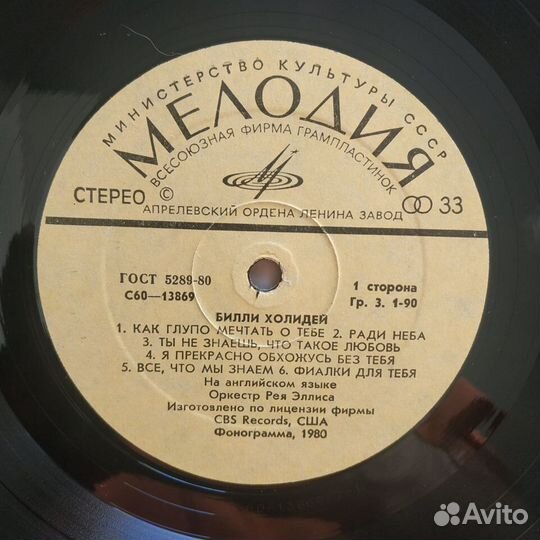 МИНИСТЕРСТВО КУЛЬТУРЫ СССР
МЕЛОДИЯ
ВСЕСОЮЗНАЯ ФИРМА ГРАМПЛАСТИНОК
СТЕРЕО © 33
АПРЕЛЕВСКИЙ ОРДЕНА ЛЕНИНА ЗАВОД
ГОСТ 5289-80 1 сторона
С60—13869 Гр. 3. 1-90
БИЛЛИ ХОЛИДЕЙ
1. КАК ГЛУПО МЕЧТАТЬ О ТЕБЕ 2. РАДИ НЕБА
3. ТЫ НЕ ЗНАЕШЬ, ЧТО ТАКОЕ ЛЮБОВЬ
4. Я ПРЕКРАСНО ОБХОЖУСЬ БЕЗ ТЕБЯ
5. ВСЕ, ЧТО МЫ ЗНАЕМ 6. ФИАЛКИ ДЛЯ ТЕБЯ
На английском языке
Оркестр Рея Эллиса
Изготовлено по лицензии фирмы
CBS Records, США
Фонограмма, 1980
Avito